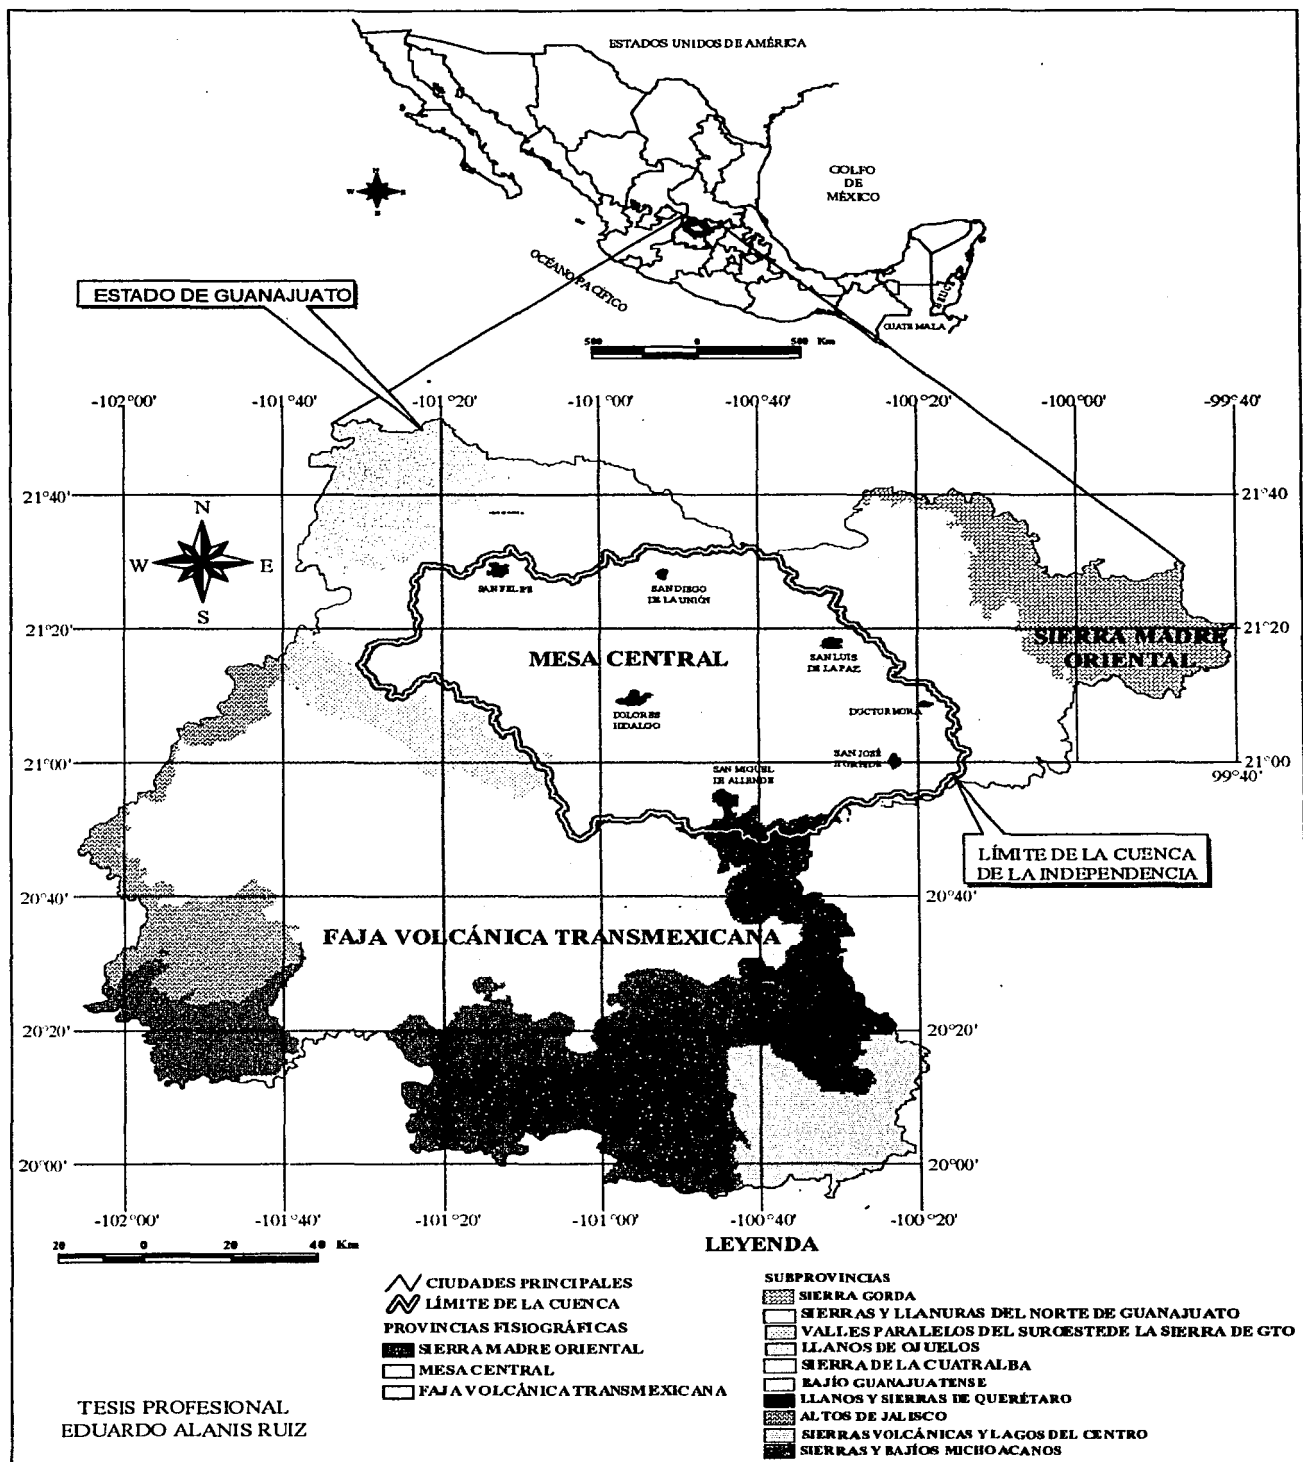 ESTADOS UNIDOS DE AMÉRICA
GOLFO
DE
MÉXICO
N
W E
S
OCÉANO PACÍFICO
BELICE
GUATEMALA
ESTADO DE GUANAJUATO
500 0 500 Km
-102°00' -101°40' -101°20' -101°00' -100°40' -100°20' -100°00' -99°40'
21°40' 21°40'
N
W E
S
SAN FELIPE
SAN DIEGO
DE LA UNIÓN
21°20' 21°20'
SIERRA MADRE
ORIENTAL
MESA CENTRAL
SAN LUIS
DE LA PAZ
DOLORES
HIDALGO
DOCTOR MORA
SAN JOSÉ
ITURBIDE
21°00' 21°00'
-99°40'
SAN MIGUEL
DE ALLENDE
LÍMITE DE LA CUENCA
DE LA INDEPENDENCIA
20°40' 20°40'
FAJA VOLCÁNICA TRANSMEXICANA
20°20' 20°20'
20°00' 20°00'
-102°00' -101°40' -101°20' -101°00' -100°40' -100°20'
20 0 20 40 Km
LEYENDA
CIUDADES PRINCIPALES
LÍMITE DE LA CUENCA
PROVINCIAS FISIOGRÁFICAS
SIERRA MADRE ORIENTAL
MESA CENTRAL
FAJA VOLCÁNICA TRANSMEXICANA
SUBPROVINCIAS
SIERRA GORDA
SIERRAS Y LLANURAS DEL NORTE DE GUANAJUATO
VALLES PARALELOS DEL SUROESTEDE LA SIERRA DE GTO
LLANOS DE OJUELOS
SIERRA DE LA CUATRALBA
BAJÍO GUANAJUATENSE
LLANOS Y SIERRAS DE QUERÉTARO
ALTOS DE JALISCO
SIERRAS VOLCÁNICAS Y LAGOS DEL CENTRO
SIERRAS Y BAJÍOS MICHOACANOS
TESIS PROFESIONAL
EDUARDO ALANIS RUIZ